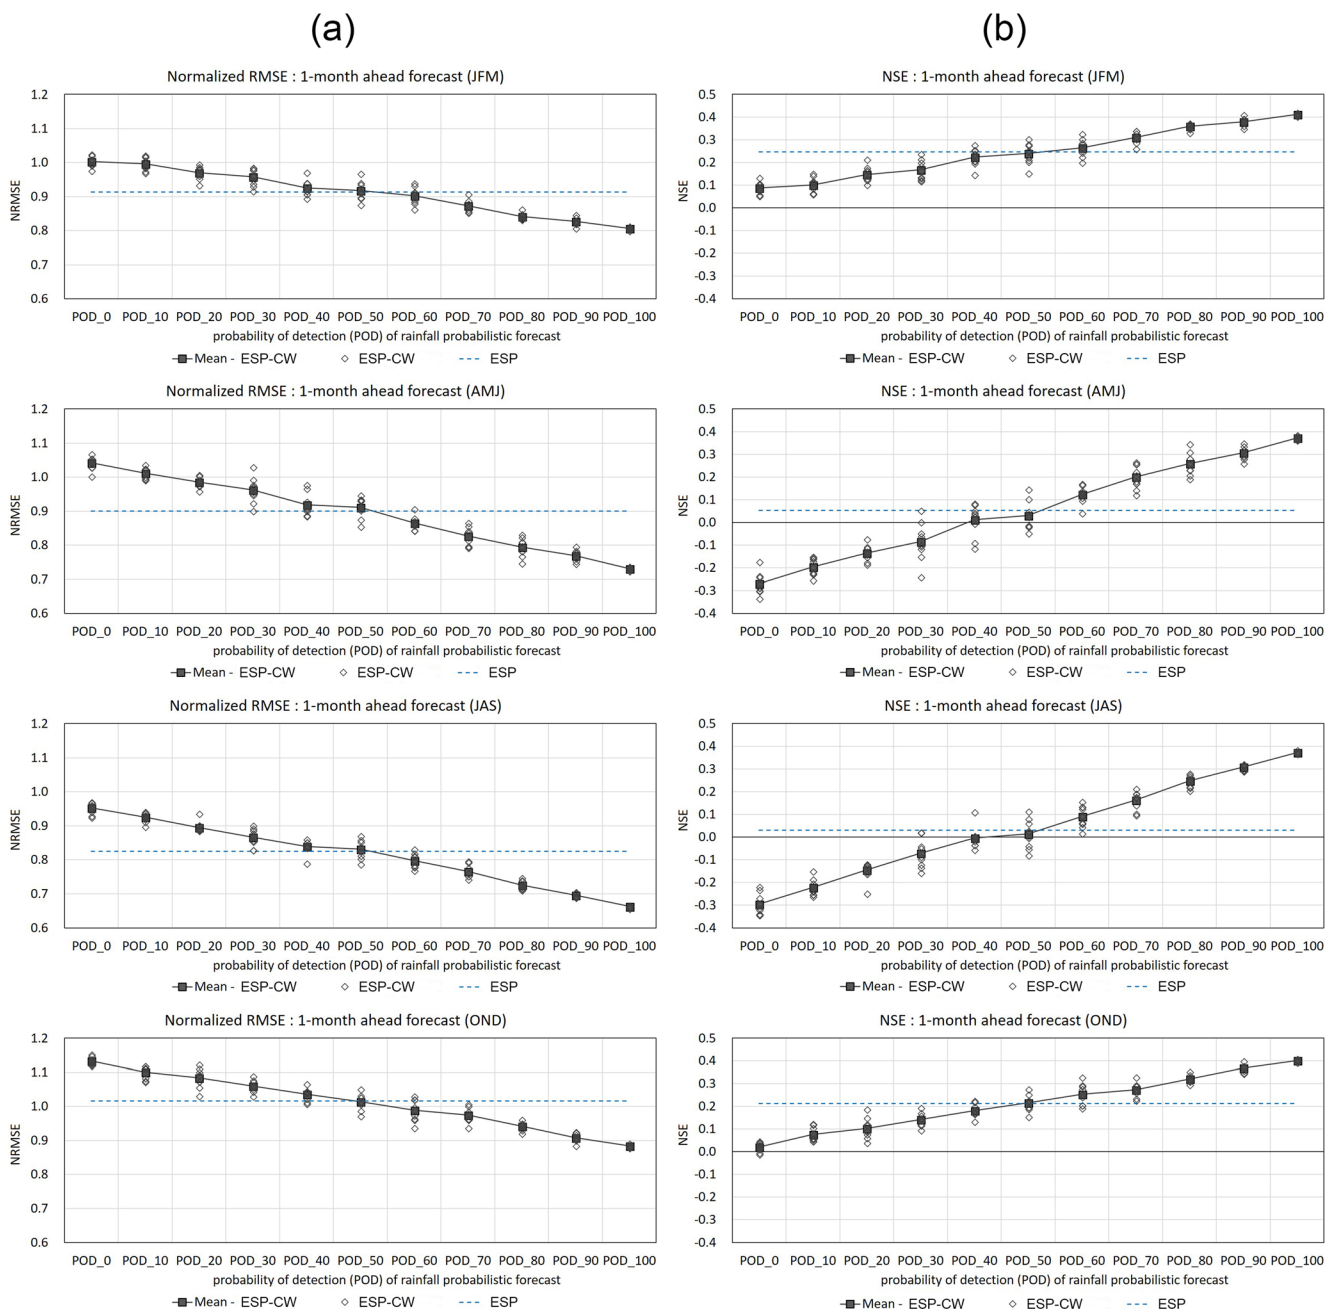 (a)
(b)
Normalized RMSE : 1-month ahead forecast (JFM)
1.2
1.1
1.0
0.9
0.8
0.7
0.6
NRMSE
POD_0 POD_10 POD_20 POD_30 POD_40 POD_50 POD_60 POD_70 POD_80 POD_90 POD_100
probability of detection (POD) of rainfall probabilistic forecast
Mean - ESP-CW ESP-CW ESP
NSE : 1-month ahead forecast (JFM)
0.5
0.4
0.3
0.2
0.1
0.0
-0.1
-0.2
-0.3
-0.4
NSE
POD_0 POD_10 POD_20 POD_30 POD_40 POD_50 POD_60 POD_70 POD_80 POD_90 POD_100
probability of detection (POD) of rainfall probabilistic forecast
Mean - ESP-CW ESP-CW ESP
Normalized RMSE : 1-month ahead forecast (AMJ)
1.2
1.1
1.0
0.9
0.8
0.7
0.6
NRMSE
POD_0 POD_10 POD_20 POD_30 POD_40 POD_50 POD_60 POD_70 POD_80 POD_90 POD_100
probability of detection (POD) of rainfall probabilistic forecast
Mean - ESP-CW ESP-CW ESP
NSE : 1-month ahead forecast (AMJ)
0.5
0.4
0.3
0.2
0.1
0.0
-0.1
-0.2
-0.3
-0.4
NSE
POD_0 POD_10 POD_20 POD_30 POD_40 POD_50 POD_60 POD_70 POD_80 POD_90 POD_100
probability of detection (POD) of rainfall probabilistic forecast
Mean - ESP-CW ESP-CW ESP
Normalized RMSE : 1-month ahead forecast (JAS)
1.2
1.1
1.0
0.9
0.8
0.7
0.6
NRMSE
POD_0 POD_10 POD_20 POD_30 POD_40 POD_50 POD_60 POD_70 POD_80 POD_90 POD_100
probability of detection (POD) of rainfall probabilistic forecast
Mean - ESP-CW ESP-CW ESP
NSE : 1-month ahead forecast (JAS)
0.5
0.4
0.3
0.2
0.1
0.0
-0.1
-0.2
-0.3
-0.4
NSE
POD_0 POD_10 POD_20 POD_30 POD_40 POD_50 POD_60 POD_70 POD_80 POD_90 POD_100
probability of detection (POD) of rainfall probabilistic forecast
Mean - ESP-CW ESP-CW ESP
Normalized RMSE : 1-month ahead forecast (OND)
1.2
1.1
1.0
0.9
0.8
0.7
0.6
NRMSE
POD_0 POD_10 POD_20 POD_30 POD_40 POD_50 POD_60 POD_70 POD_80 POD_90 POD_100
probability of detection (POD) of rainfall probabilistic forecast
Mean - ESP-CW ESP-CW ESP
NSE : 1-month ahead forecast (OND)
0.5
0.4
0.3
0.2
0.1
0.0
-0.1
-0.2
-0.3
-0.4
NSE
POD_0 POD_10 POD_20 POD_30 POD_40 POD_50 POD_60 POD_70 POD_80 POD_90 POD_100
probability of detection (POD) of rainfall probabilistic forecast
Mean - ESP-CW ESP-CW ESP